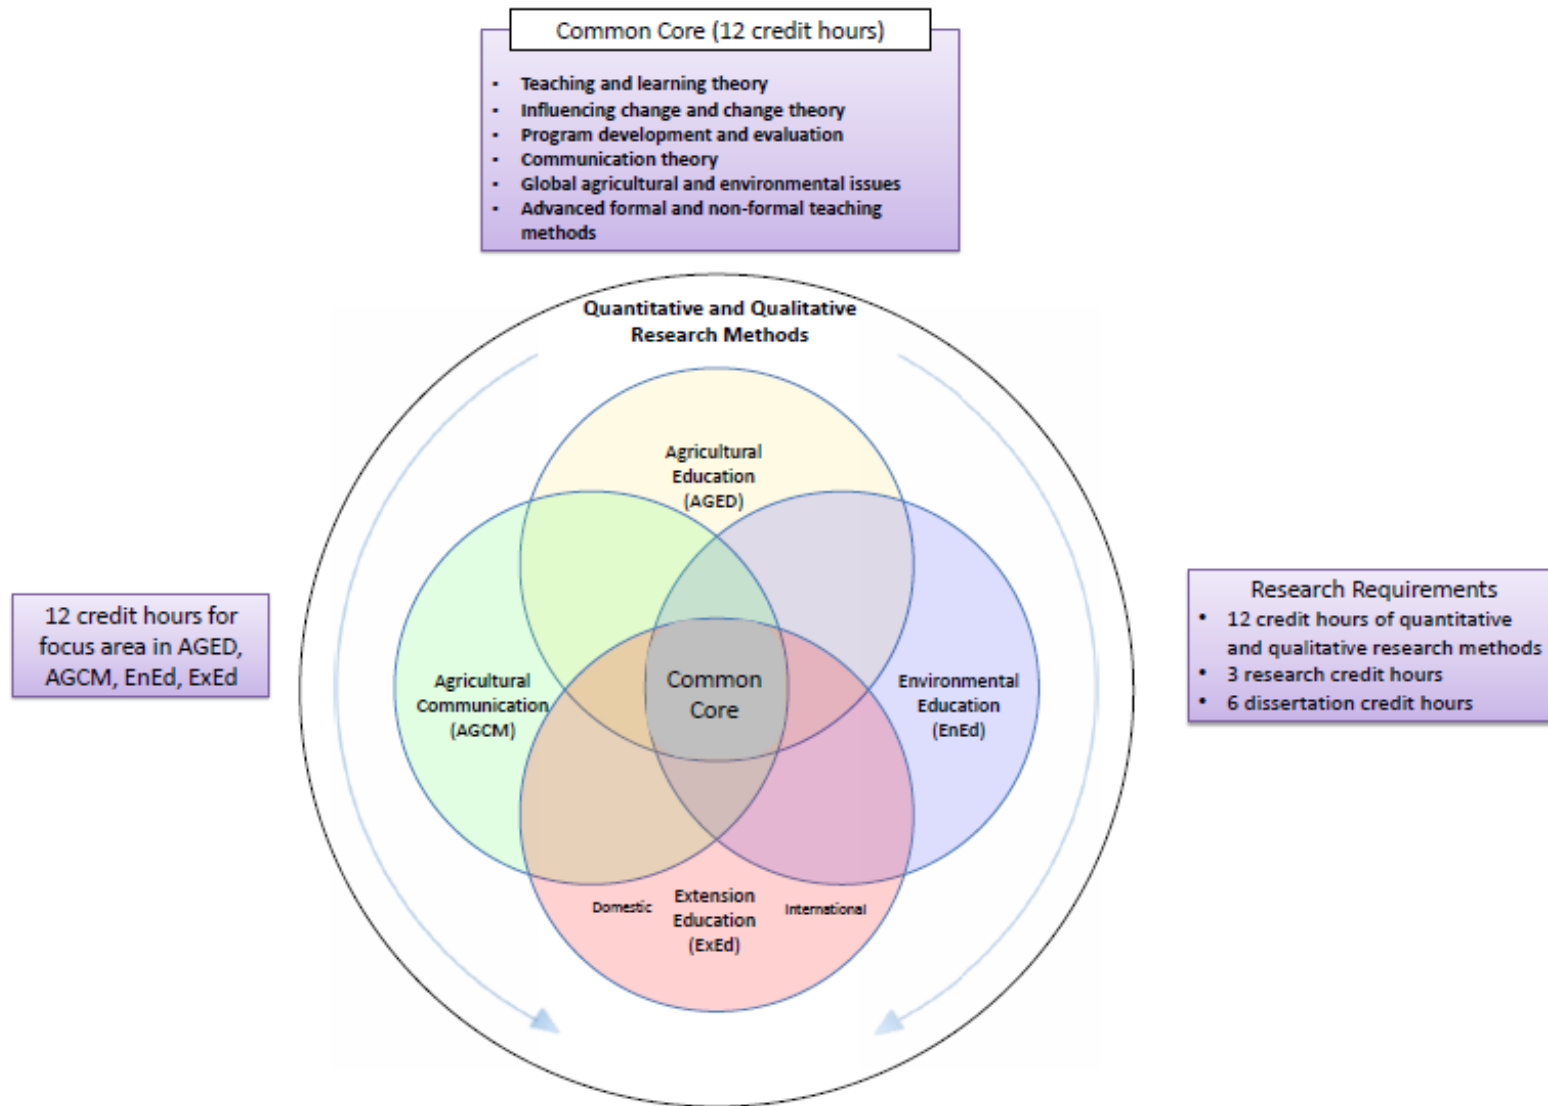 Common Core (12 credit hours)
▪ Teaching and learning theory
▪ Influencing change and change theory
▪ Program development and evaluation
▪ Communication theory
▪ Global agricultural and environmental issues
▪ Advanced formal and non-formal teaching
methods
Quantitative and Qualitative
Research Methods
Agricultural
Education
(AGED)
12 credit hours for
focus area in AGED,
AGCM, EnEd, ExEd
Agricultural
Communication
(AGCM)
Common
Core
Environmental
Education
(EnEd)
Research Requirements
• 12 credit hours of quantitative
and qualitative research methods
• 3 research credit hours
• 6 dissertation credit hours
Domestic
Extension
Education
(ExEd)
International